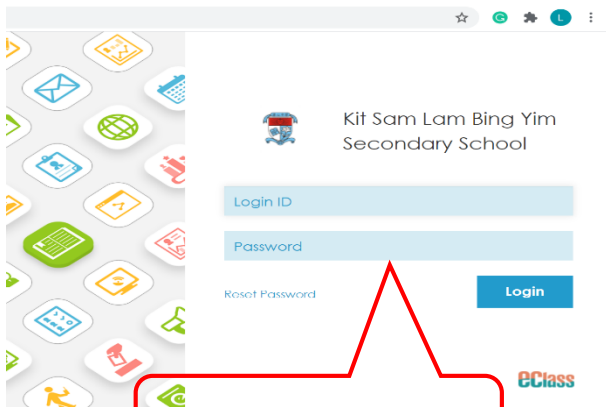 L
Kit Sam Lam Bing Yim
Secondary School
Login ID
Password
Reset Password
Login
eClass